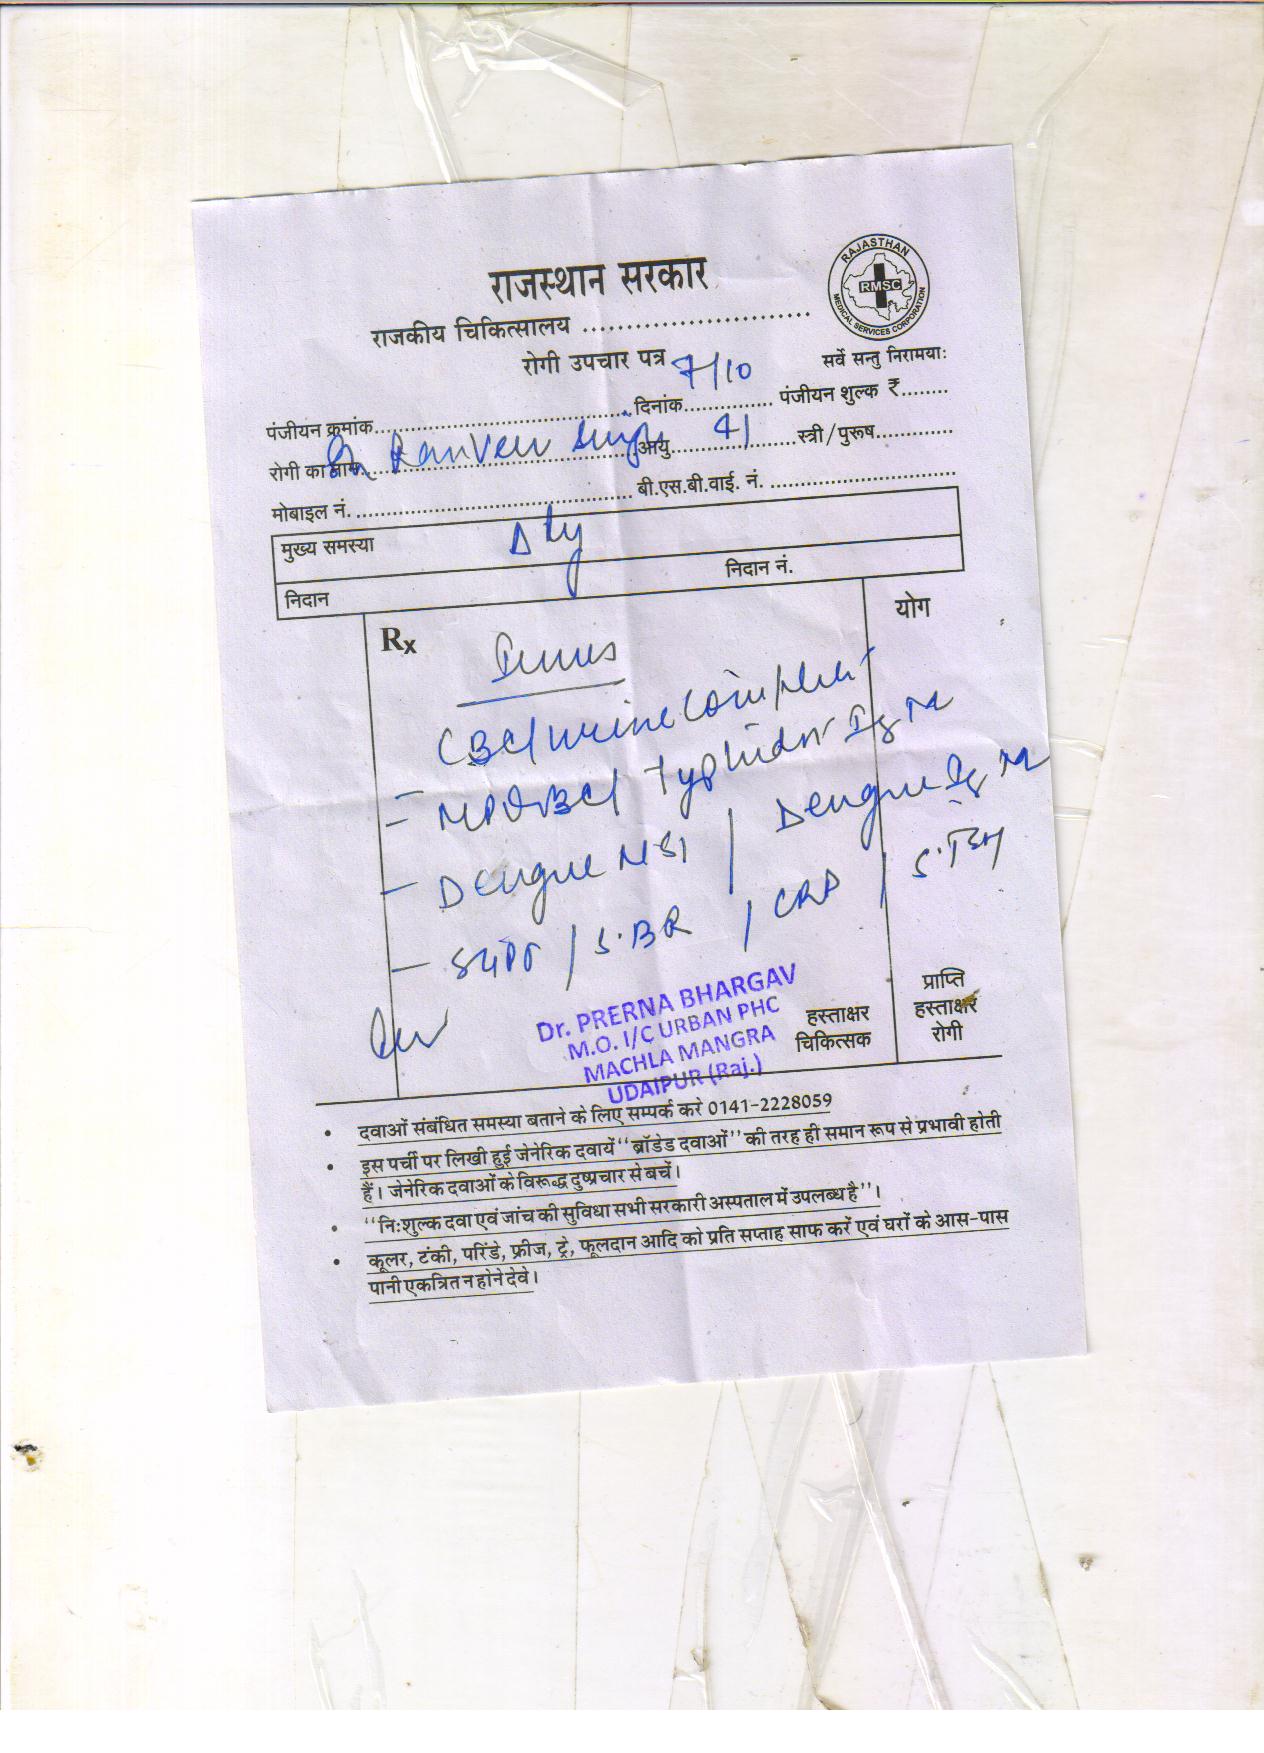 राजस्थान सरकार
RAJASTHAN
RMSC
MEDICAL SERVICES CORPORATION
राजकीय चिकित्सालय ..........................
रोगी उपचार पत्र
सर्वे सन्तु निरामयाः
पंजीयन क्रमांक.................................दिनांक 7/10 .............. पंजीयन शुल्क ₹........
रोगी का नाम Ranveer Singh आयु 41 स्त्री/पुरूष............
मोबाइल नं. .................................. बी.एस.बी.वाई. नं. ........................
मुख्य समस्या
निदान निदान नं.
Rx योग
CBC/Urine Complete
- MP QBC/ Typhidot IgM
- Dengue NS1 / Dengue IgM
- SGPT / S.BR / CRP / S.TSH
Dr. PRERNA BHARGAV
M.O. I/C URBAN PHC
MACHLA MANGRA
UDAIPUR (Raj.)
हस्ताक्षर
चिकित्सक
प्राप्ति
हस्ताक्षर
रोगी
• दवाओं संबंधित समस्या बताने के लिए सम्पर्क करे 0141-2228059
• इस पर्ची पर लिखी हुई जेनेरिक दवायें "ब्रॉडेड दवाओं" की तरह ही समान रूप से प्रभावी होती
हैं। जेनेरिक दवाओं के विरूद्ध दुष्प्रचार से बचें।
• "निःशुल्क दवा एवं जांच की सुविधा सभी सरकारी अस्पताल में उपलब्ध है"।
• कूलर, टंकी, परिंडे, फ्रीज, ट्रे, फूलदान आदि को प्रति सप्ताह साफ करें एवं घरों के आस-पास
पानी एकत्रित न होने देवे।